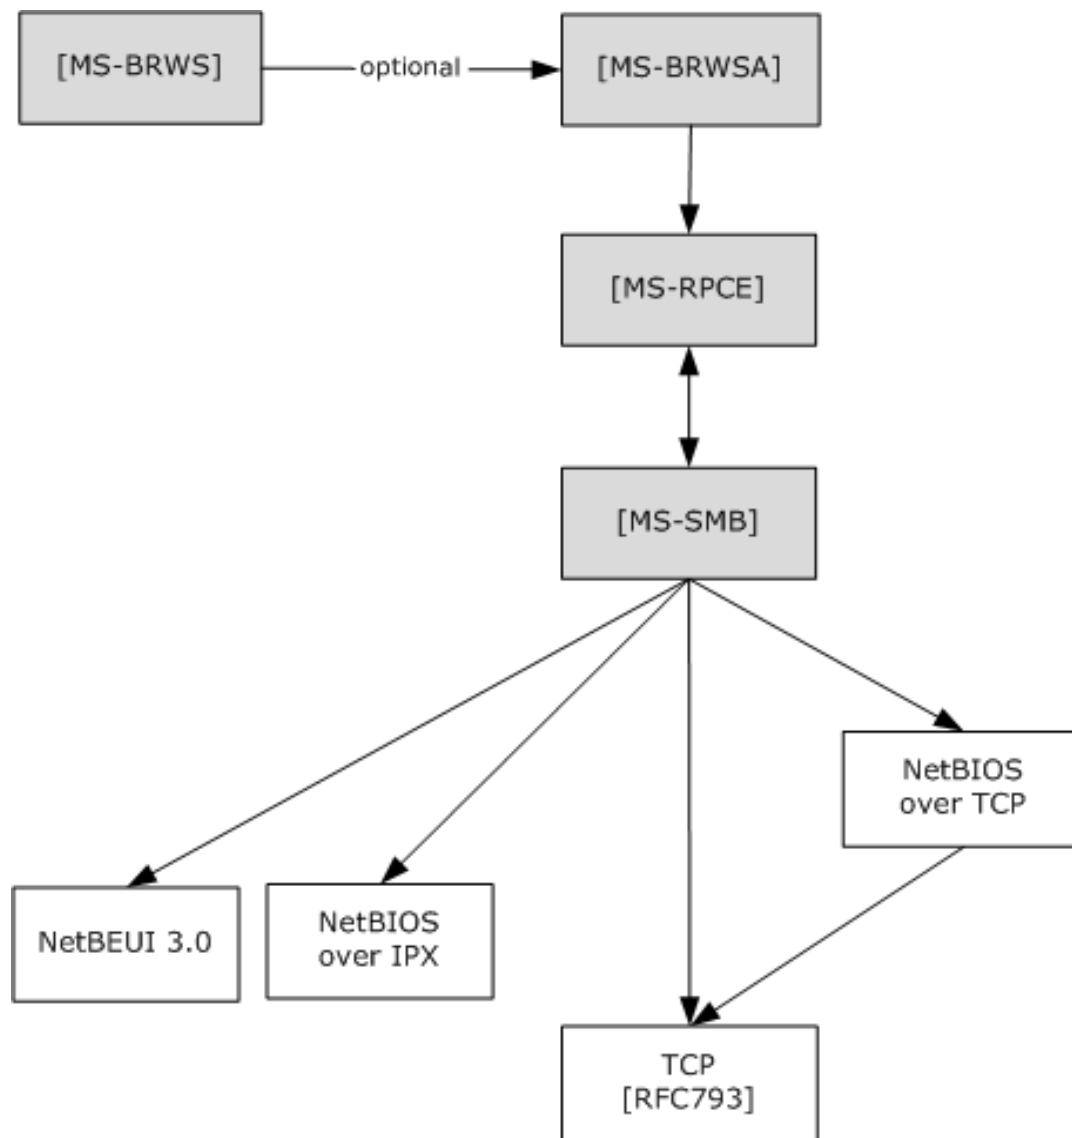 [MS-BRWS]
optional
[MS-BRWSA]
[MS-RPCE]
[MS-SMB]
NetBIOS
over TCP
NetBEUI 3.0
NetBIOS
over IPX
TCP
[RFC793]